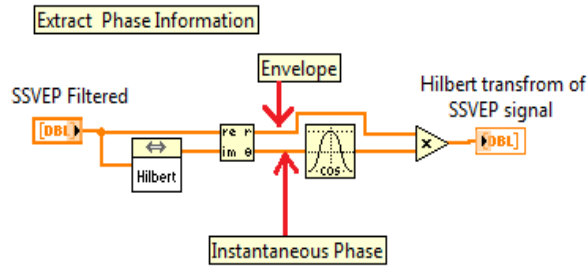 Extract Phase Information
Envelope
SSVEP Filtered
Hilbert transfrom of
SSVEP signal
[DBL]
re r
im θ
Hilbert
COS
x
DBL]
Instantaneous Phase